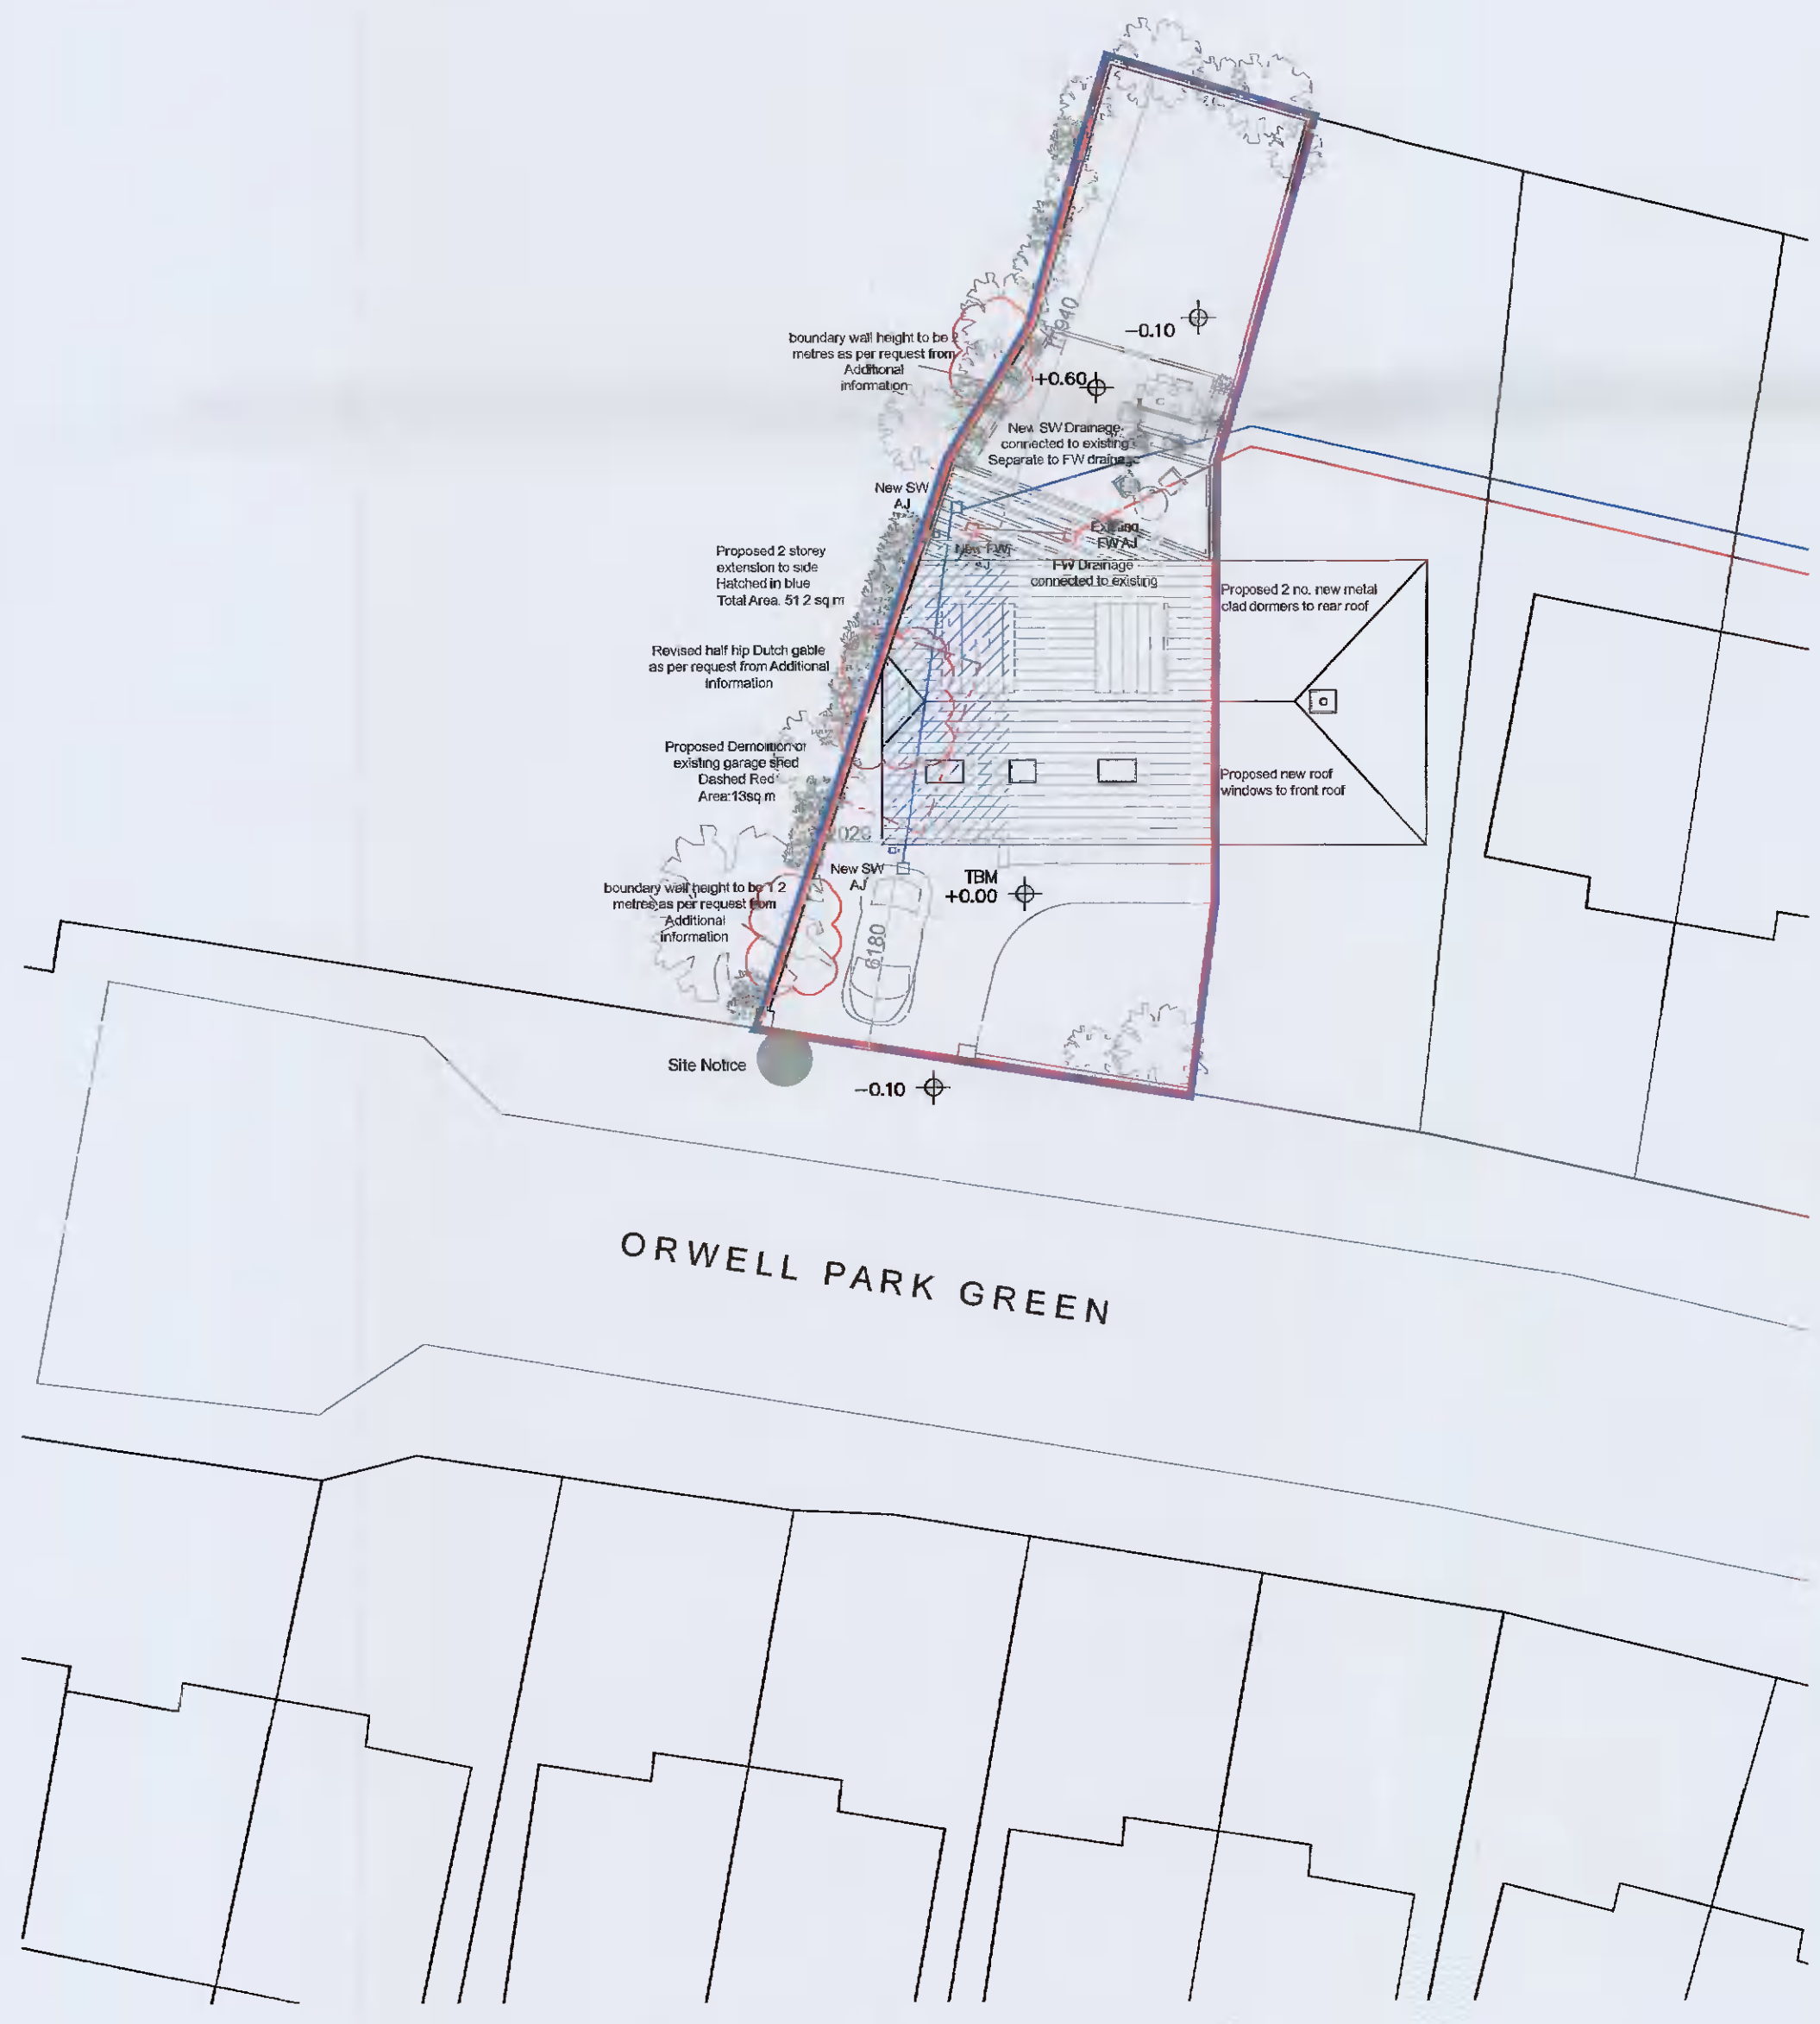 boundary wall height to be 2
metres as per request from
Additional
information
-0.10
+0.60
New SW Drainage
connected to existing
Separate to FW drainage
New SW
AJ
Existing
FW AJ
New FW
AJ
FW Drainage
connected to existing
Proposed 2 storey
extension to side
Hatched in blue
Total Area. 51 2 sq m
Proposed 2 no. new metal
clad dormers to rear roof
Revised half hip Dutch gable
as per request from Additional
Information
Proposed Demolition of
existing garage shed
Dashed Red
Area:13sq m
Proposed new roof
windows to front roof
New SW
AJ
TBM
+0.00
boundary wall height to be 1 2
metres as per request from
Additional
information
6180
Site Notice
-0.10
ORWELL PARK GREEN